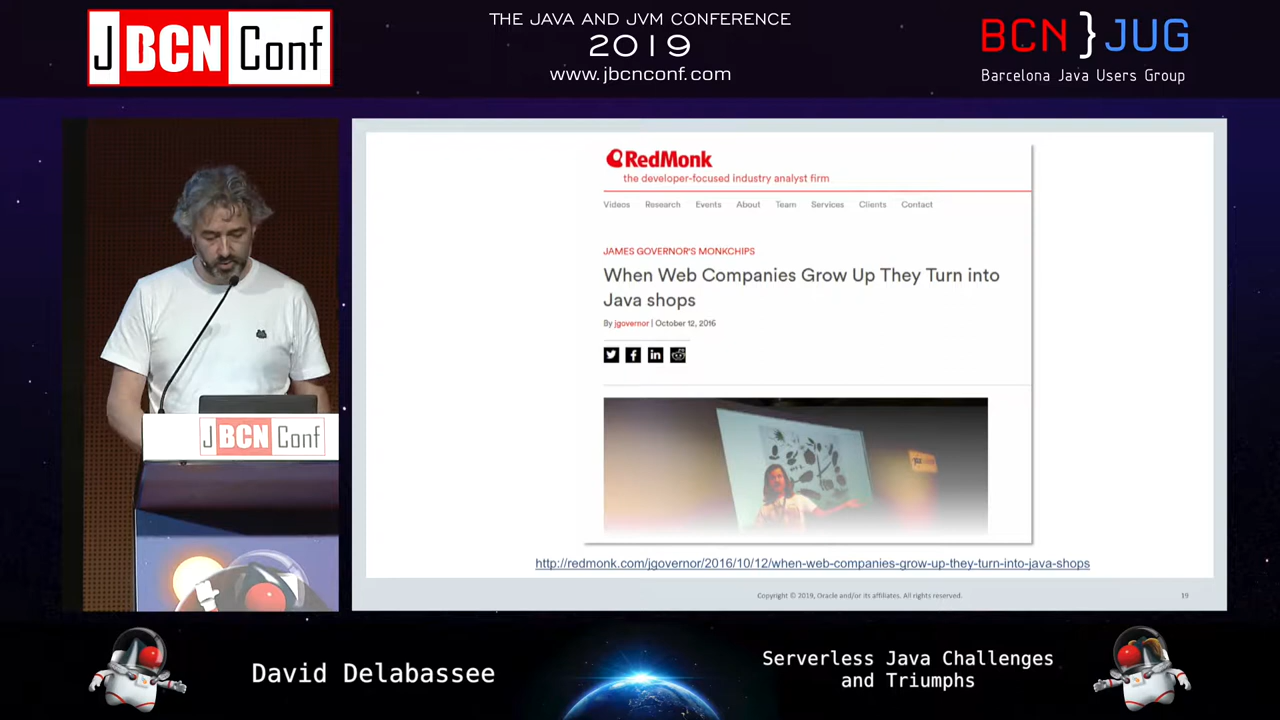 JBCNConf
THE JAVA AND JVM CONFERENCE
2019
www.jbcnconf.com
BCN}JUG
Barcelona Java Users Group
RedMonk
the developer-focused industry analyst firm
Videos Research Events About Team Services Clients Contact
JAMES GOVERNOR'S MONKCHIPS
When Web Companies Grow Up They Turn into
Java shops
By jgovernor | October 12, 2016
http://redmonk.com/jgovernor/2016/10/12/when-web-companies-grow-up-they-turn-into-java-shops
Copyright © 2019, Oracle and/or its affiliates. All rights reserved.
19
JBCNConf
David Delabassee
Serverless Java Challenges
and Triumphs